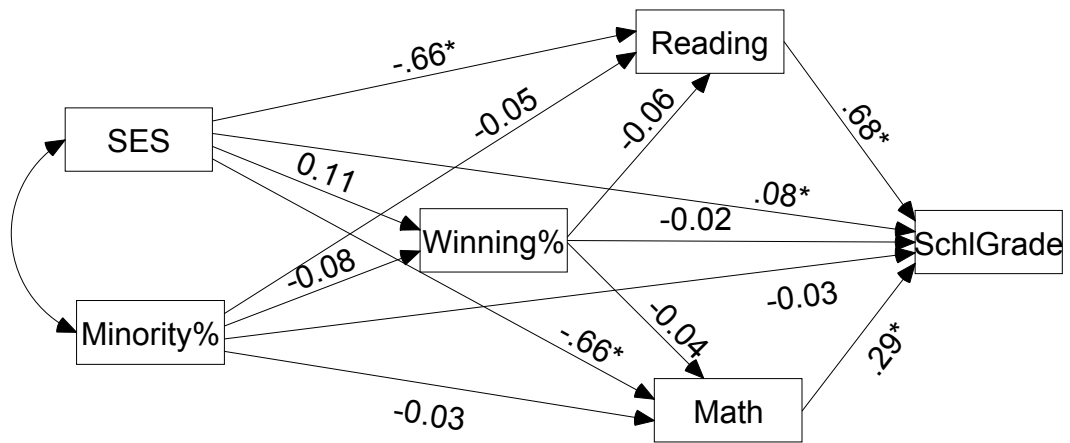 Reading
-.66*
SES
-0.05
-0.06
.68*
0.11
.08*
Winning%
-0.02
SchlGrade
-0.08
Minority%
-0.03
-.66*
-0.04
.29*
-0.03
Math